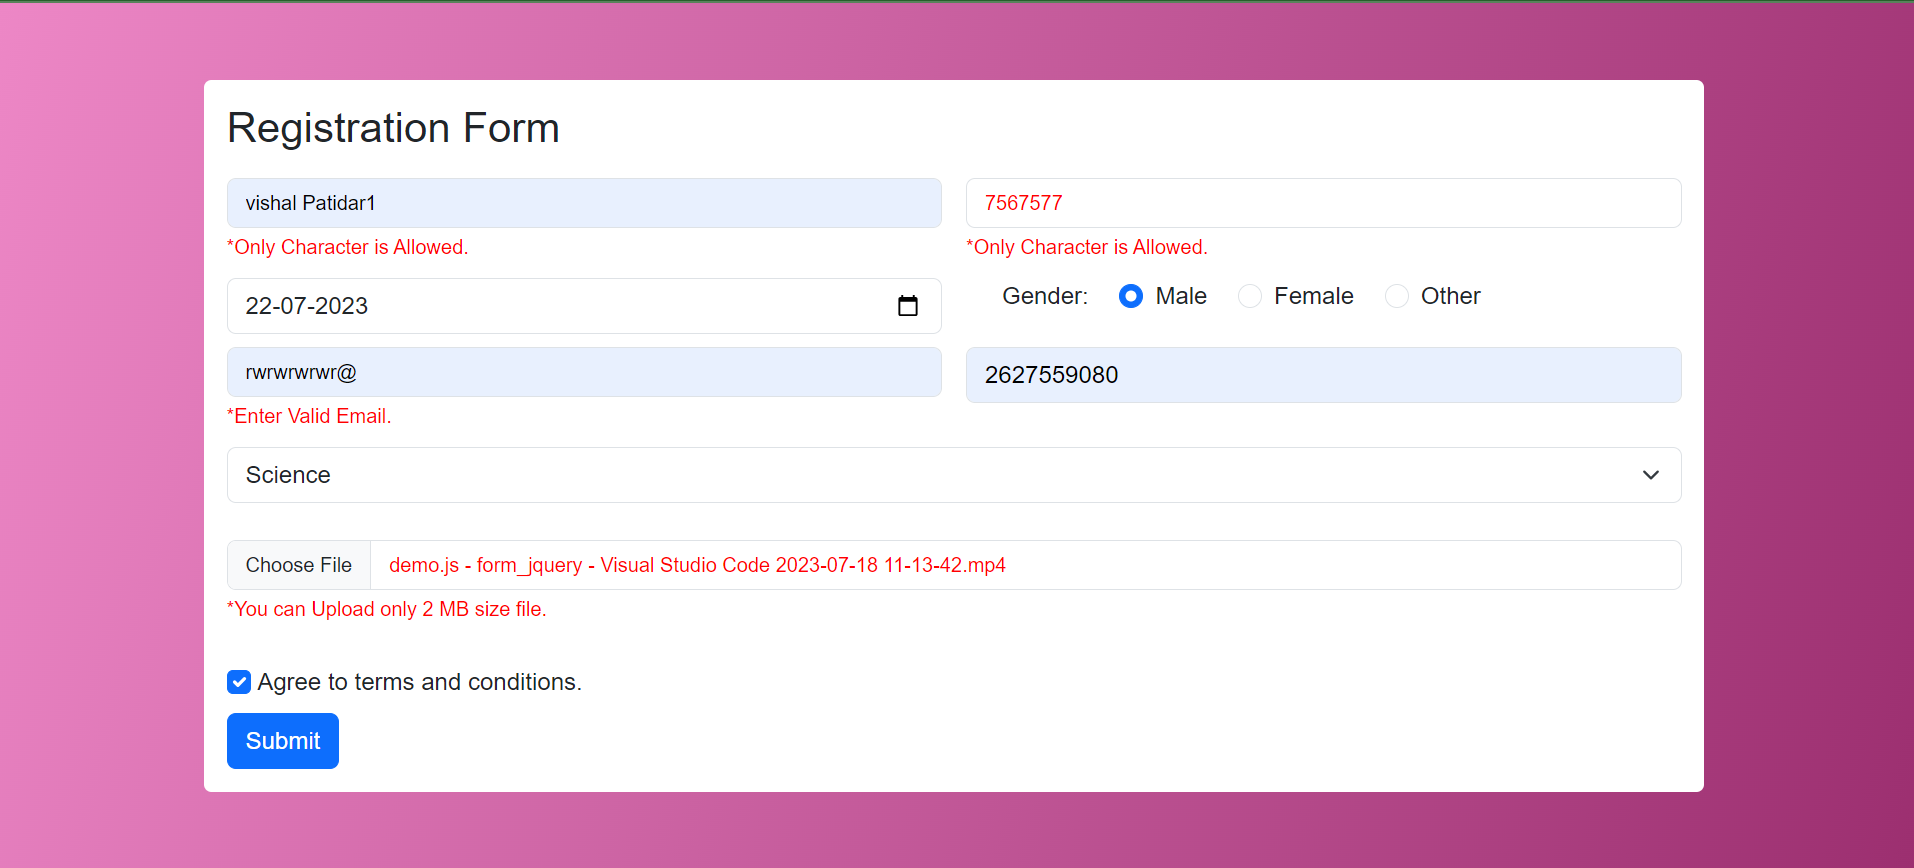 Registration Form
vishal Patidar1
7567577
*Only Character is Allowed.
*Only Character is Allowed.
22-07-2023
Gender: Male Female Other
rwrwrwrwr@
2627559080
*Enter Valid Email.
Science
Choose File demo.js - form_jquery - Visual Studio Code 2023-07-18 11-13-42.mp4
*You can Upload only 2 MB size file.
Agree to terms and conditions.
Submit